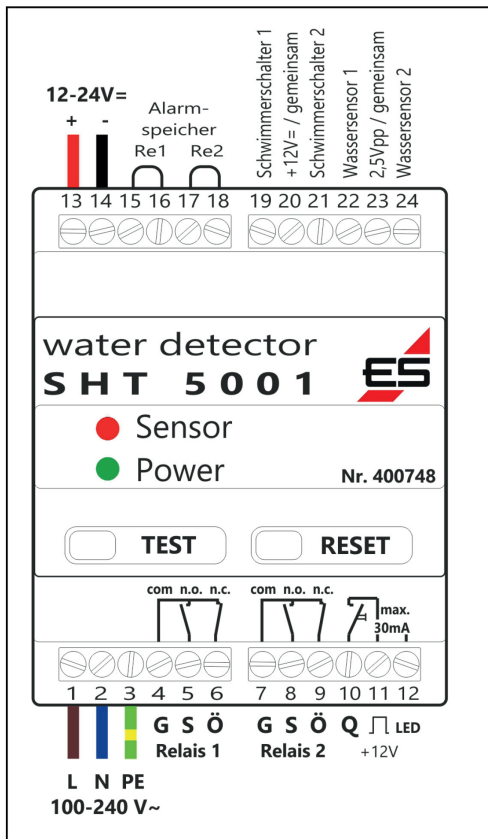 12-24V=
+ -
Alarm-
speicher
Re1 Re2
Schwimmerschalter 1
+12V= / gemeinsam
Schwimmerschalter 2
Wassersensor 1
2,5Vpp / gemeinsam
Wassersensor 2
13 14 15 16 17 18 19 20 21 22 23 24
water detector
SHT 5001
ES
Sensor
Power
Nr. 400748
TEST RESET
com n.o. n.c. com n.o. n.c.
max.
30mA
1 2 3 4 5 6 7 8 9 10 11 12
G S Ö G S Ö Q LED
Relais 1 Relais 2 +12V
L N PE
100-240 V~